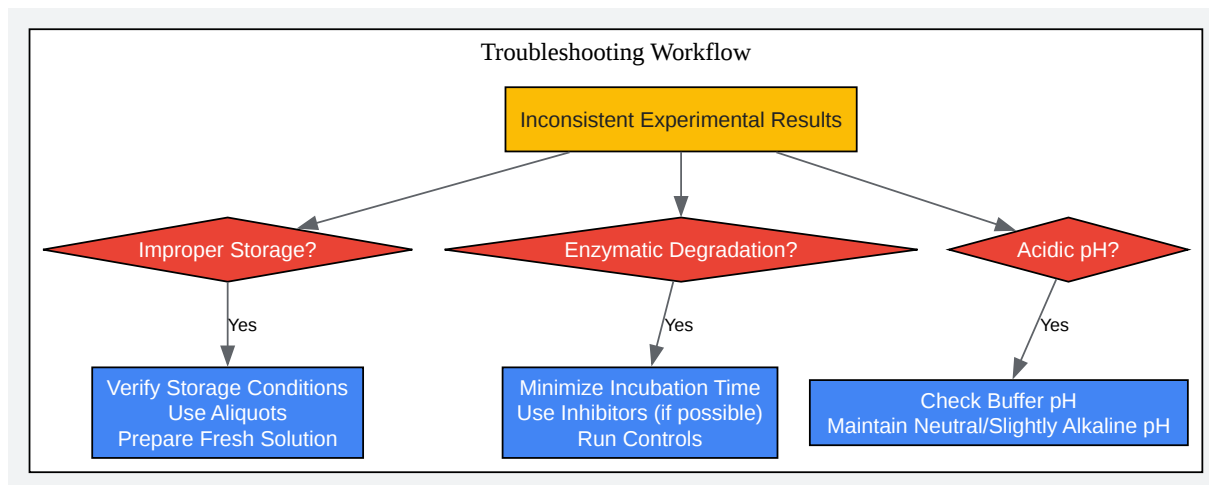 Troubleshooting Workflow
Inconsistent Experimental Results
Improper Storage?
Enzymatic Degradation?
Acidic pH?
Yes
Yes
Yes
Verify Storage Conditions
Use Aliquots
Prepare Fresh Solution
Minimize Incubation Time
Use Inhibitors (if possible)
Run Controls
Check Buffer pH
Maintain Neutral/Slightly Alkaline pH